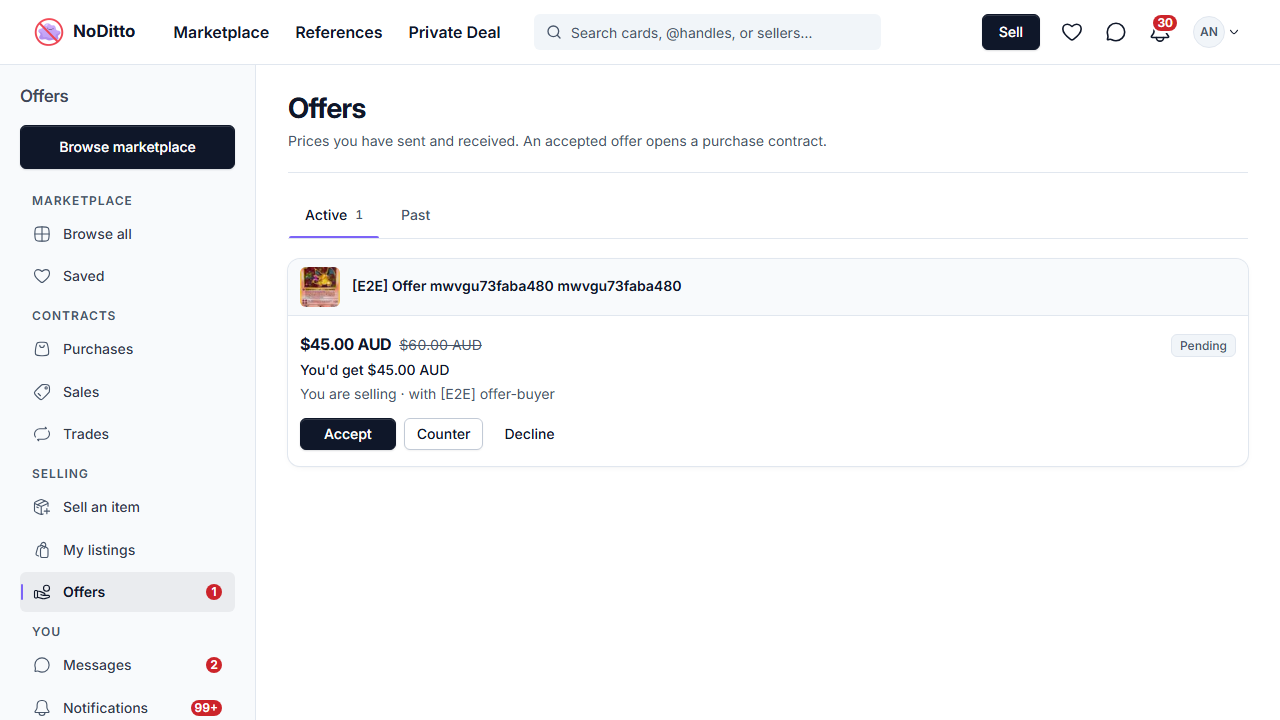 NoDitto
Marketplace
References
Private Deal
Search cards, @handles, or sellers...
Sell
30
AN
Offers
Browse marketplace
MARKETPLACE
Browse all
Saved
CONTRACTS
Purchases
Sales
Trades
SELLING
Sell an item
My listings
Offers 1
YOU
Messages 2
Notifications 99+
Offers
Prices you have sent and received. An accepted offer opens a purchase contract.
Active 1
Past
[E2E] Offer mwvgu73faba480 mwvgu73faba480
$45.00 AUD $60.00 AUD
Pending
You'd get $45.00 AUD
You are selling · with [E2E] offer-buyer
Accept
Counter
Decline